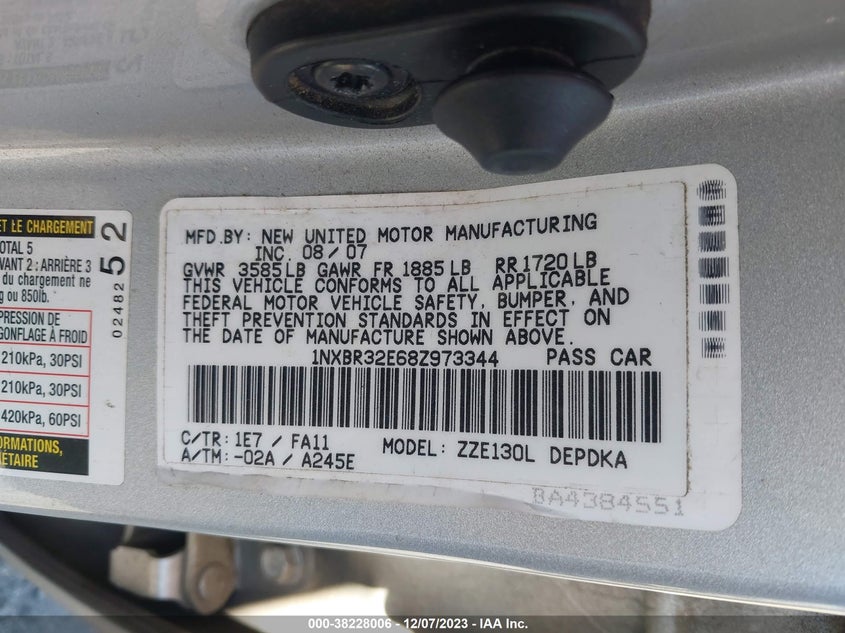 ET LE CHARGEMENT
TOTAL 5
VANT 2 : ARRIÈRE 3
du chargement ne
g ou 850lb.
PRESSION DE
GONFLAGE À FROID
210kPa, 30PSI
210kPa, 30PSI
420kPa, 60PSI
02482 52
MFD. BY: NEW UNITED MOTOR MANUFACTURING
INC. 08/07
GVWR 3585LB GAWR FR 1885LB RR1720LB
THIS VEHICLE CONFORMS TO ALL APPLICABLE
FEDERAL MOTOR VEHICLE SAFETY, BUMPER, AND
THEFT PREVENTION STANDARDS IN EFFECT ON
THE DATE OF MANUFACTURE SHOWN ABOVE.
1NXBR32E68Z973344 PASS CAR
C/TR: 1E7 / FA11
A/TM: -02A / A245E
MODEL: ZZE130L DEPDKA
BA4384551
000-38228006 - 12/07/2023 - IAA Inc.